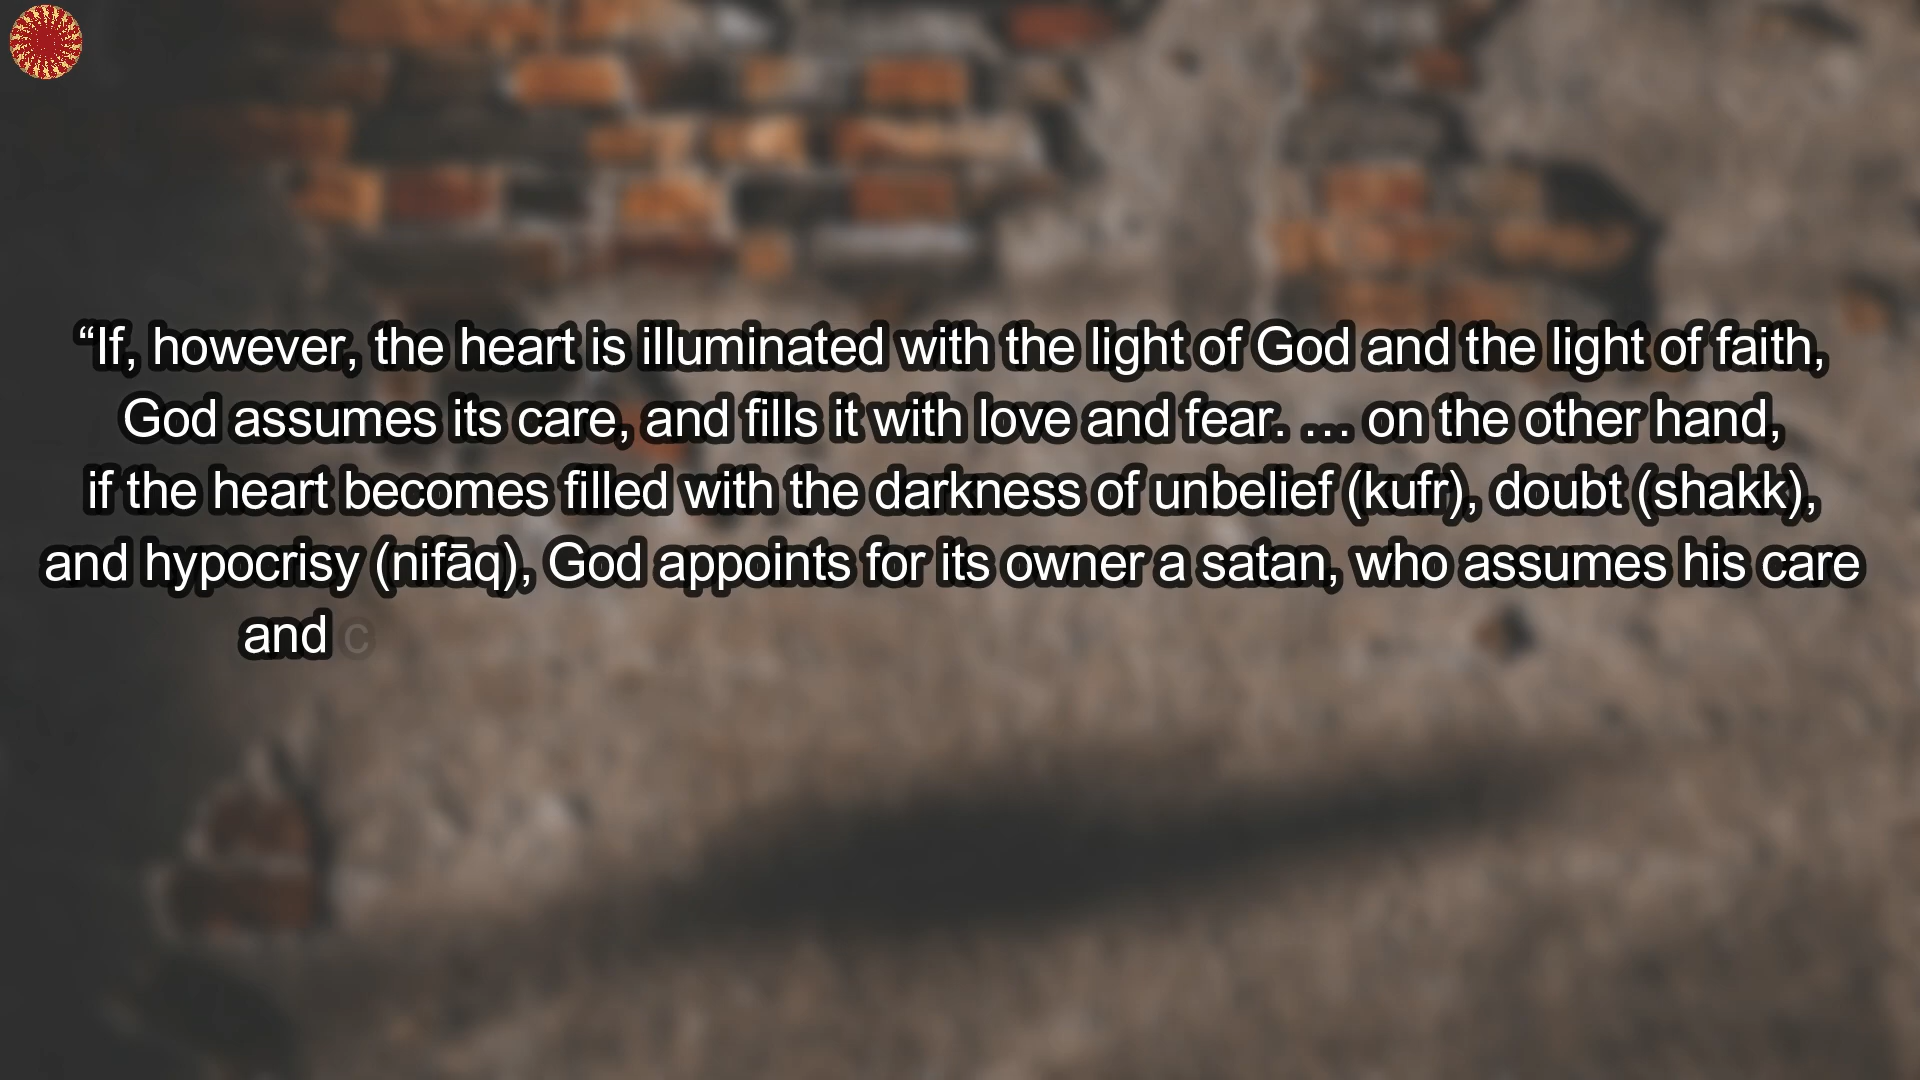 “If, however, the heart is illuminated with the light of God and the light of faith,
God assumes its care, and fills it with love and fear. … on the other hand,
if the heart becomes filled with the darkness of unbelief (kufr), doubt (shakk),
and hypocrisy (nifāq), God appoints for its owner a satan, who assumes his care
and c